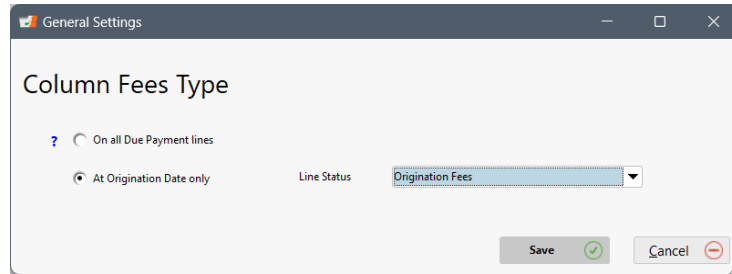 General Settings
Column Fees Type
? On all Due Payment lines
At Origination Date only Line Status Origination Fees
Save Cancel